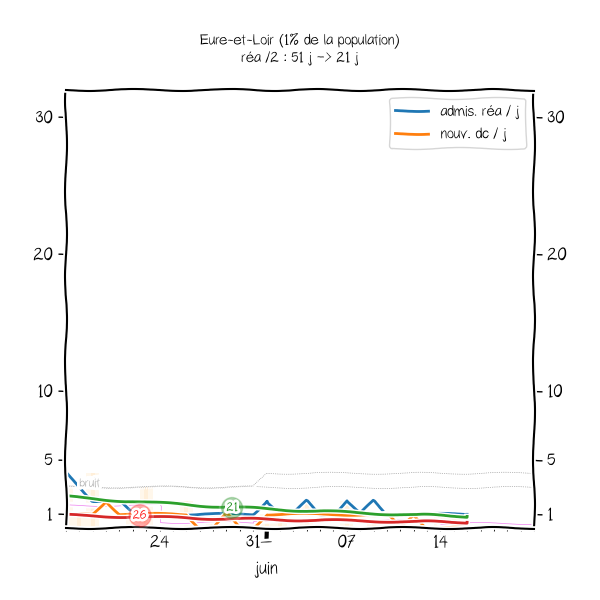 Eure-et-Loir (1% de la population)
réa /2 : 51 j -> 21 j
admis. réa / j
nouv. dc / j
30
30
20
20
10
10
5
5
bruit
21
26
1
1
24
31
07
14
juin